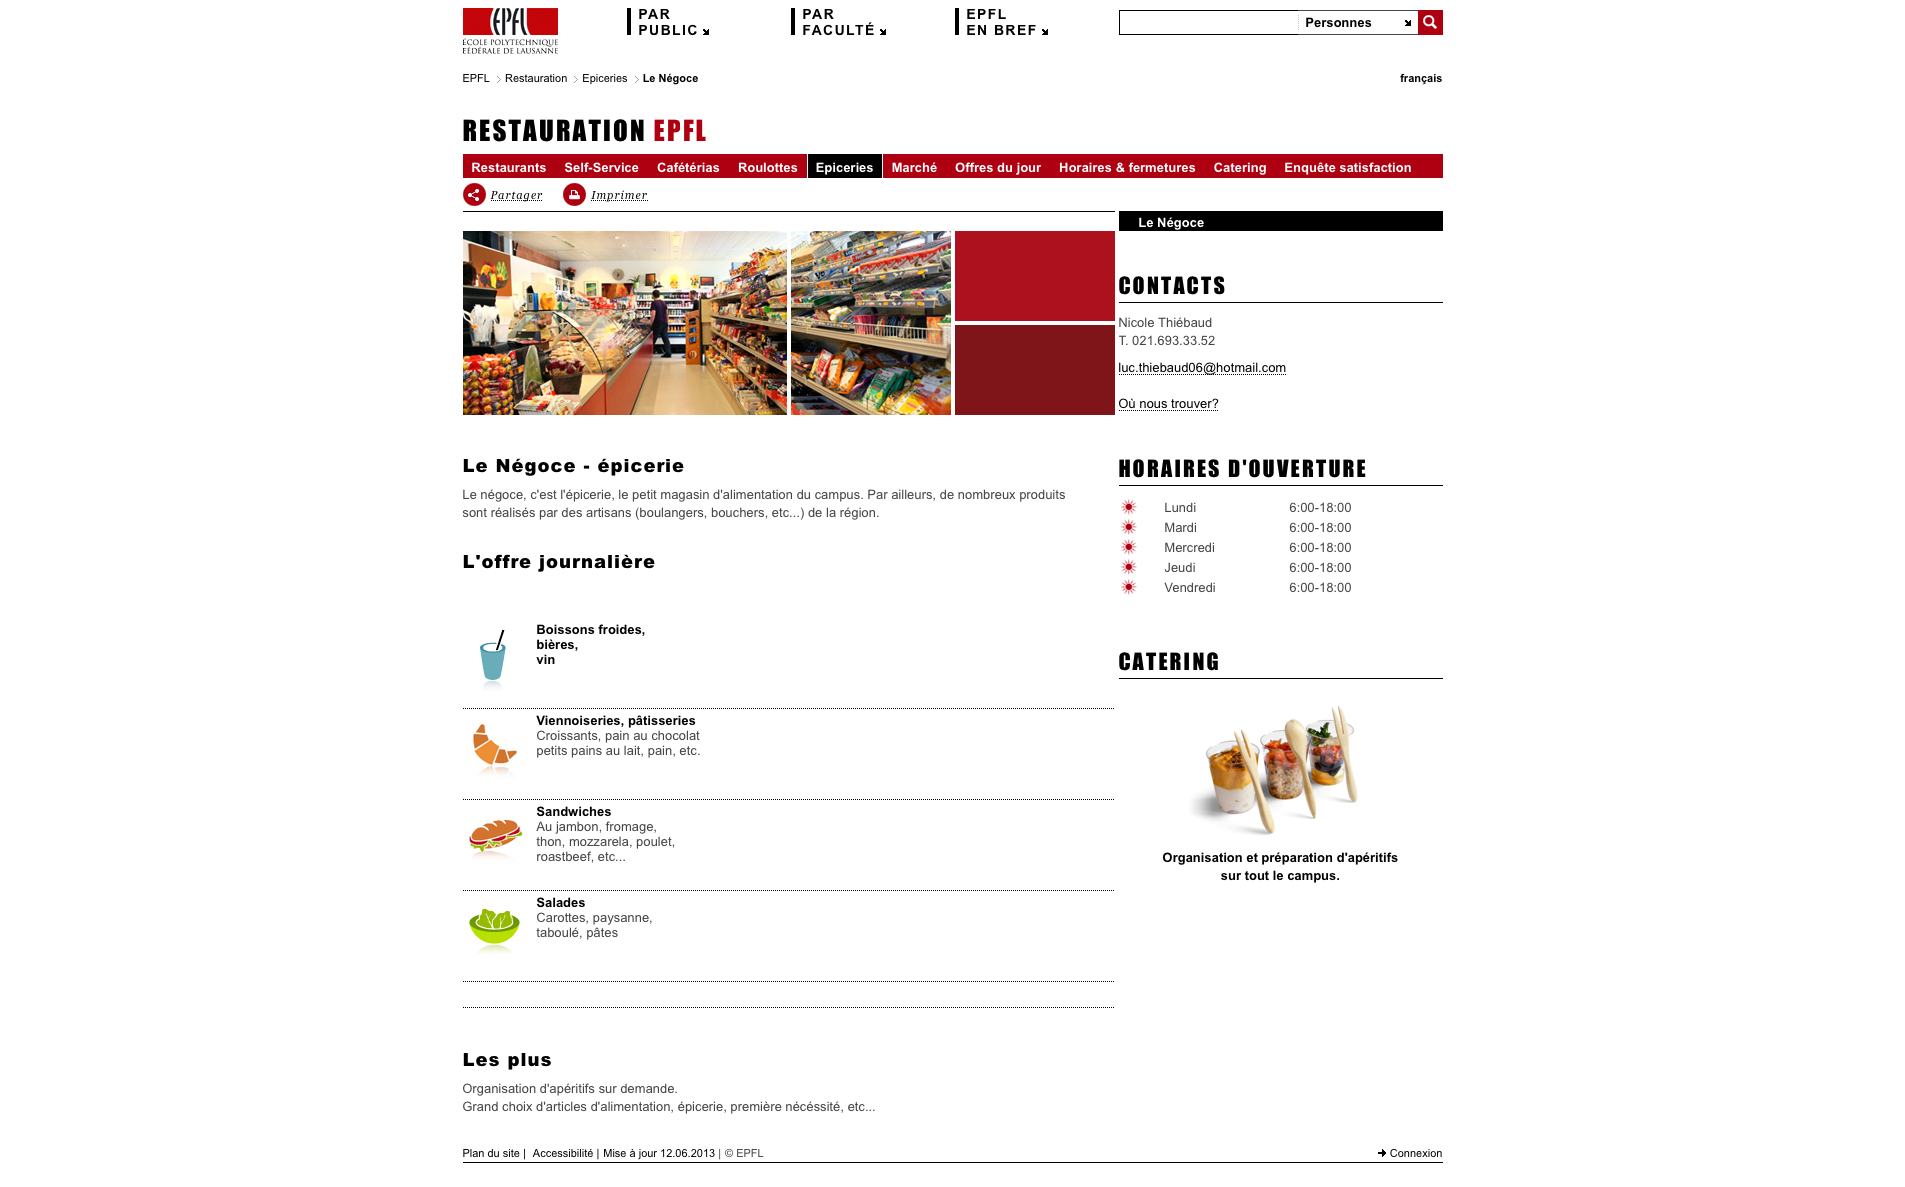 EPFL
ÉCOLE POLYTECHNIQUE
FÉDÉRALE DE LAUSANNE
PAR
PUBLIC
PAR
FACULTÉ
EPFL
EN BREF
Personnes
EPFL Restauration Epiceries Le Négoce
français
RESTAURATION EPFL
Restaurants Self-Service Cafétérias Roulottes Epiceries Marché Offres du jour Horaires & fermetures Catering Enquête satisfaction
Partager Imprimer
Le Négoce
CONTACTS
Nicole Thiébaud
T. 021.693.33.52
luc.thiebaud06@hotmail.com
Où nous trouver?
Le Négoce - épicerie
Le négoce, c'est l'épicerie, le petit magasin d'alimentation du campus. Par ailleurs, de nombreux produits
sont réalisés par des artisans (boulangers, bouchers, etc...) de la région.
HORAIRES D'OUVERTURE
Lundi 6:00-18:00
Mardi 6:00-18:00
Mercredi 6:00-18:00
Jeudi 6:00-18:00
Vendredi 6:00-18:00
L'offre journalière
Boissons froides,
bières,
vin
Viennoiseries, pâtisseries
Croissants, pain au chocolat
petits pains au lait, pain, etc.
Sandwiches
Au jambon, fromage,
thon, mozzarela, poulet,
roastbeef, etc...
Salades
Carottes, paysanne,
taboulé, pâtes
CATERING
Organisation et préparation d'apéritifs
sur tout le campus.
Les plus
Organisation d'apéritifs sur demande.
Grand choix d'articles d'alimentation, épicerie, première nécéssité, etc...
Plan du site | Accessibilité | Mise à jour 12.06.2013 | © EPFL
Connexion